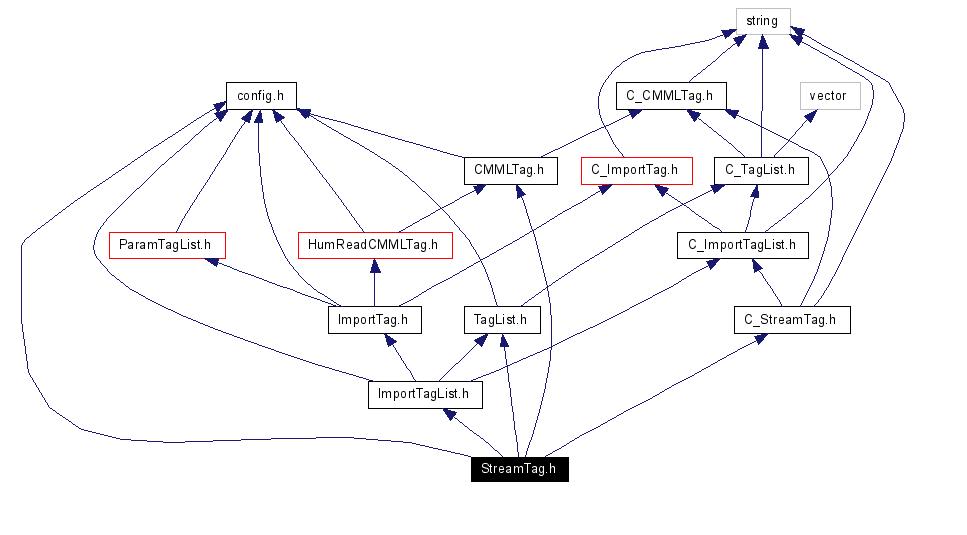 string
config.h
C_CMMLTag.h
vector
CMMLTag.h
C_ImportTag.h
C_TagList.h
ParamTagList.h
HumReadCMMLTag.h
C_ImportTagList.h
ImportTag.h
TagList.h
C_StreamTag.h
ImportTagList.h
StreamTag.h